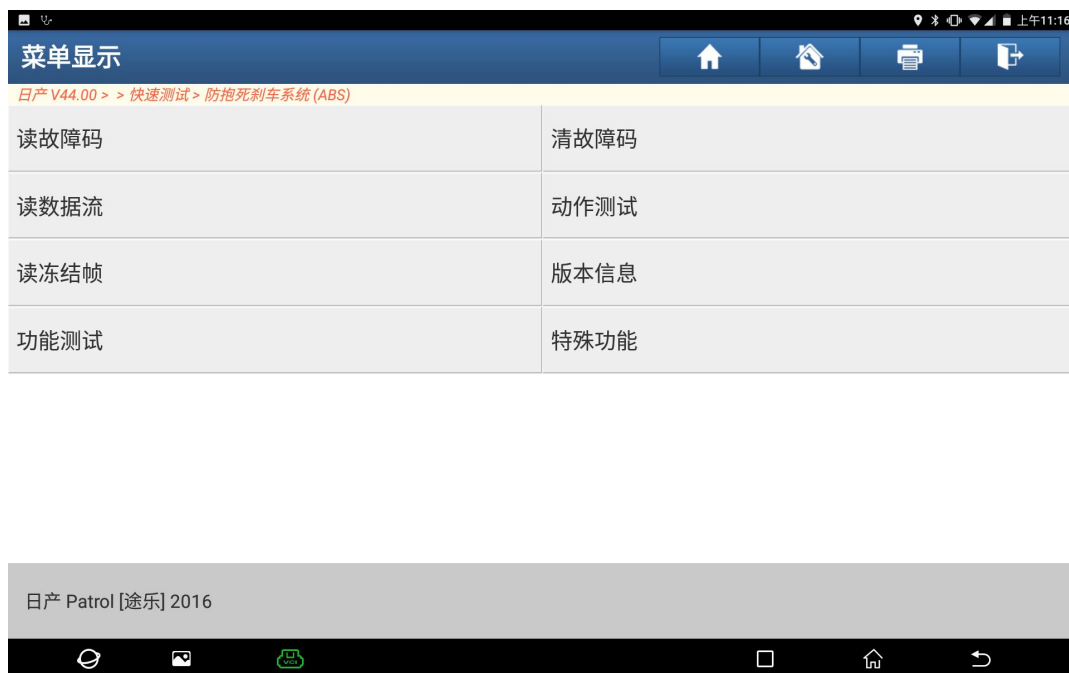 上午11:16
菜单显示
日产 V44.00 > > 快速测试 > 防抱死刹车系统 (ABS)
读故障码 清故障码
读数据流 动作测试
读冻结帧 版本信息
功能测试 特殊功能
日产 Patrol [途乐] 2016